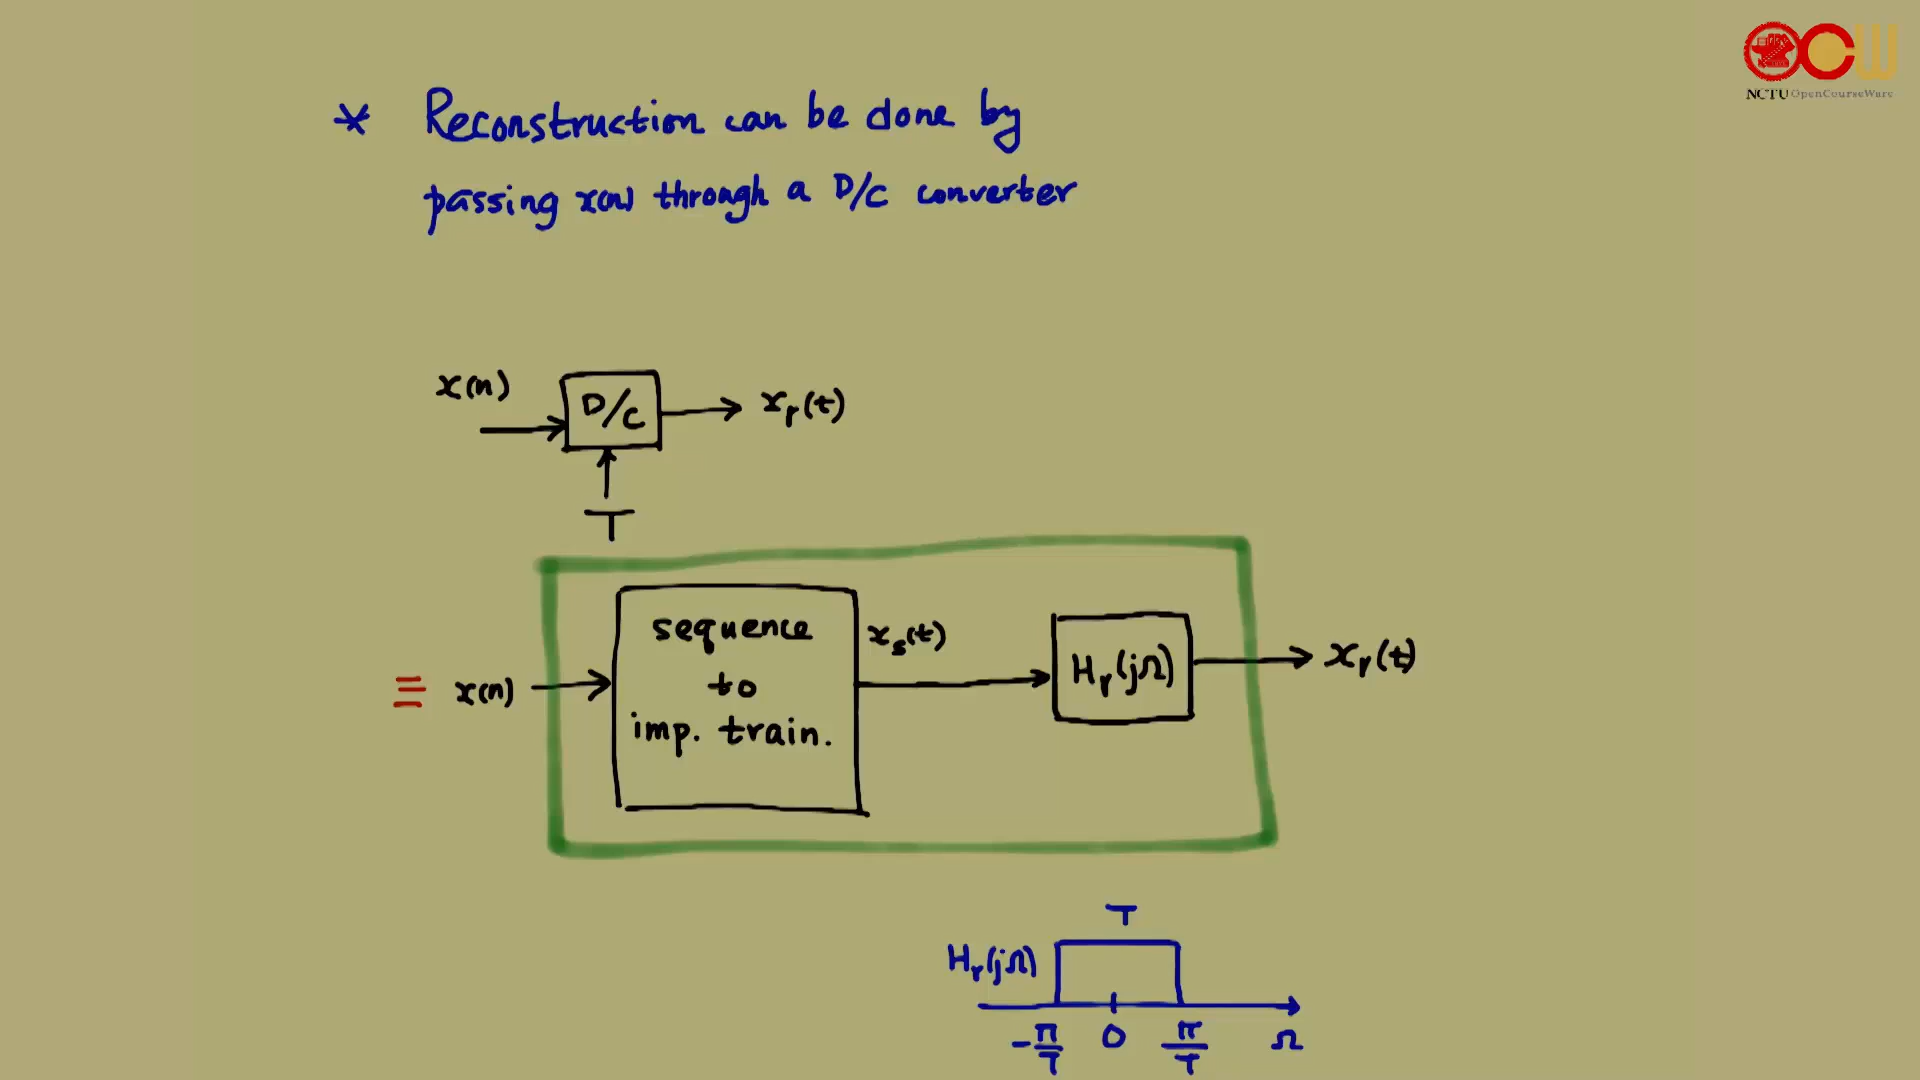 NCTU OpenCourseWare
* Reconstruction can be done by
passing x(n) through a D/C converter
x(n)
D/C
x_r(t)
T
sequence
to
imp. train.
x_s(t)
H_r(jΩ)
x_r(t)
≡ x(n)
T
H_r(jΩ)
-π/T 0 π/T Ω